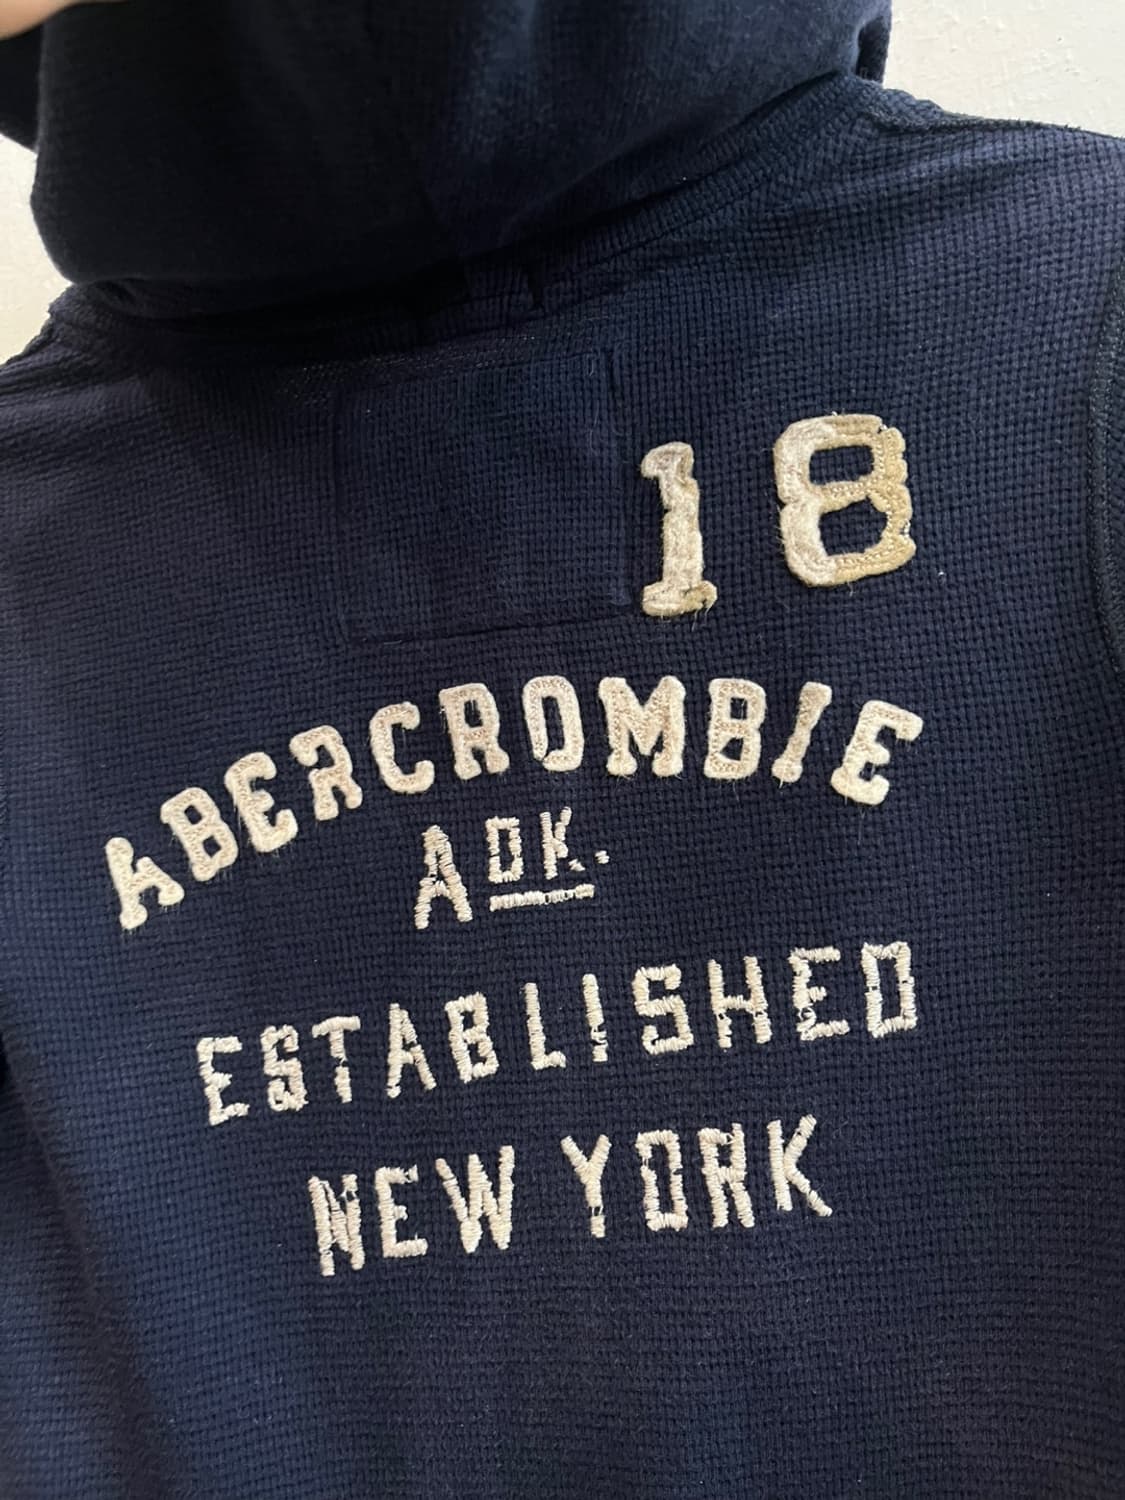 18
ABERCROMBIE
ADK.
ESTABLISHED
NEW YORK